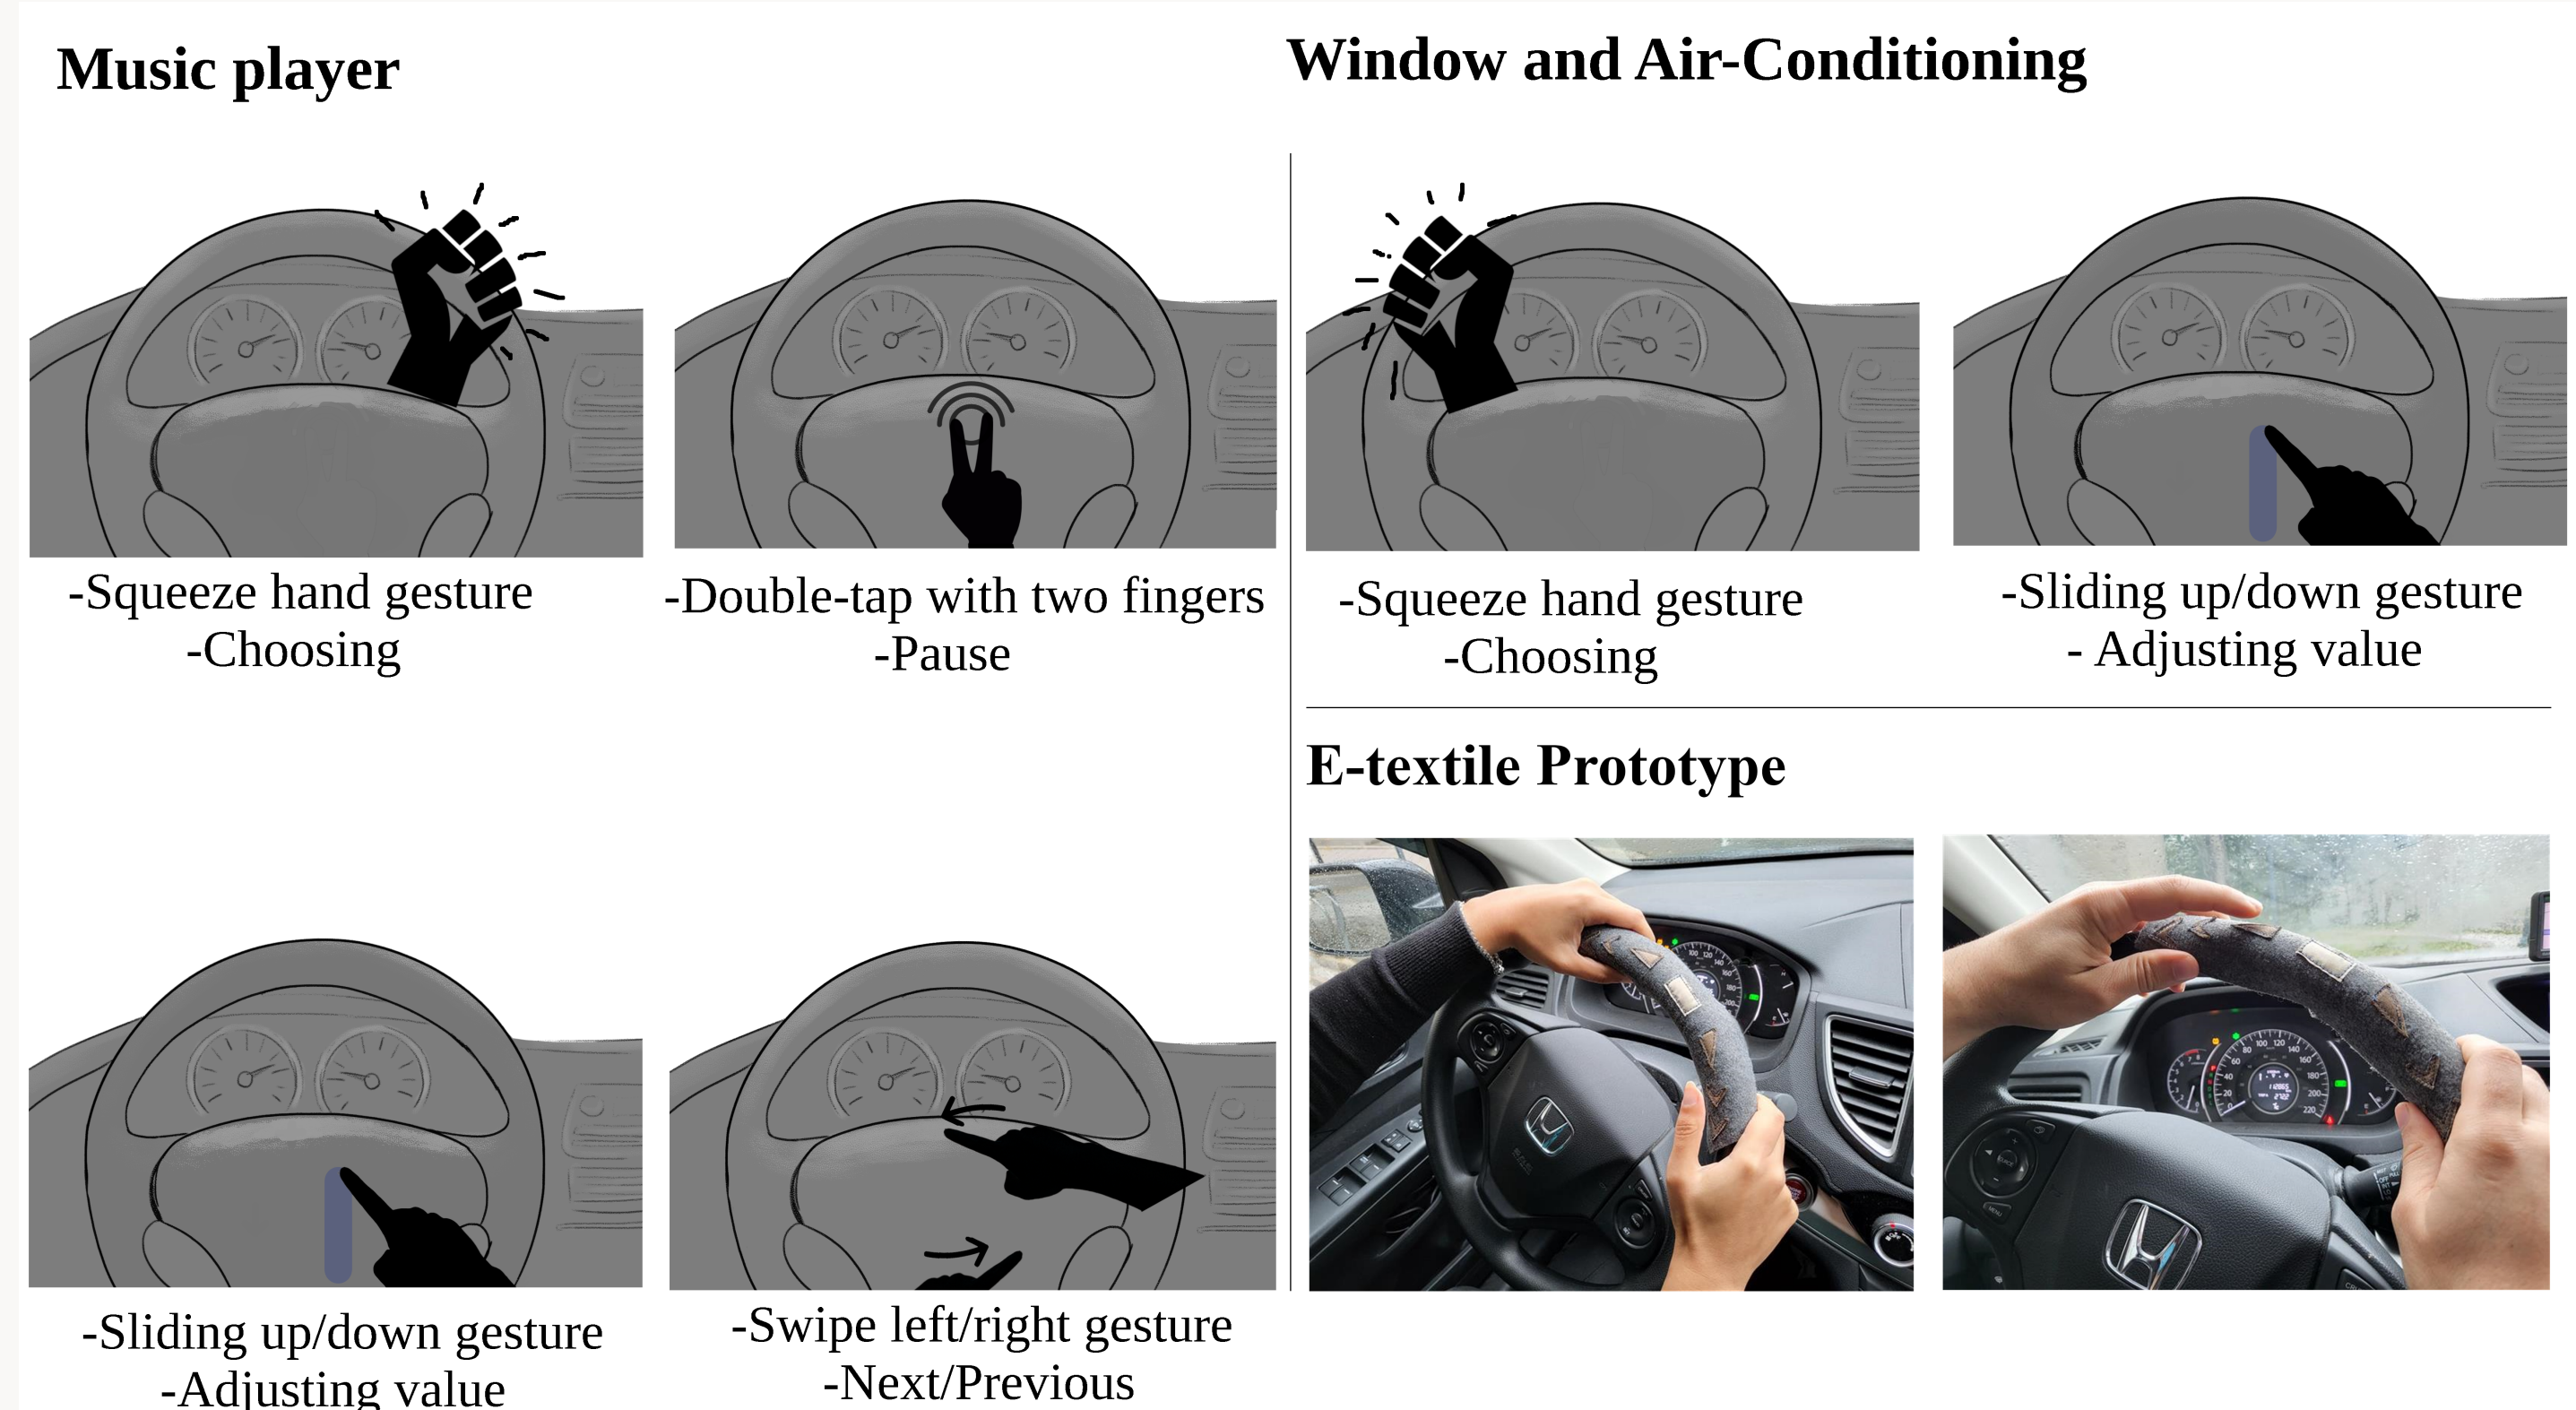 Music player
-Squeeze hand gesture
-Choosing
-Double-tap with two fingers
-Pause
-Sliding up/down gesture
-Adjusting value
-Swipe left/right gesture
-Next/Previous
Window and Air-Conditioning
-Squeeze hand gesture
-Choosing
-Sliding up/down gesture
- Adjusting value
E-textile Prototype